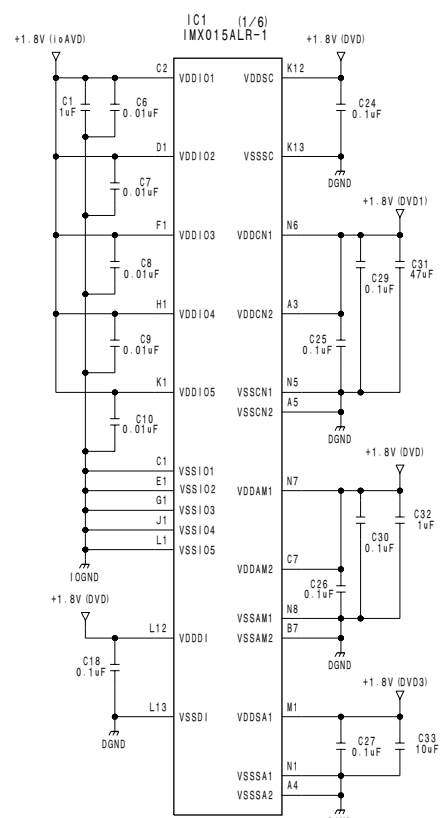 IC1 (1/6)
IMX015ALR-1
+1.8V (ioAVD)
+1.8V (DVD)
C2 VDDIO1
VDDSC K12
C1
1uF
C6
0.01uF
C24
0.1uF
D1 VDDIO2
VSSSC K13
C7
0.01uF
DGND
+1.8V (DVD1)
F1 VDDIO3
VDDCN1 N6
C8
0.01uF
C29
0.1uF
C31
47uF
H1 VDDIO4
VDDCN2 A3
C9
0.01uF
C25
0.1uF
K1 VDDIO5
VSSCN1 N5
VSSCN2 A5
C10
0.01uF
DGND
+1.8V (DVD)
C1 VSSIO1
E1 VSSIO2
G1 VSSIO3
J1 VSSIO4
L1 VSSIO5
VDDAM1 N7
C30
0.1uF
C32
1uF
IOGND
VDDAM2 C7
C26
0.1uF
+1.8V (DVD)
VSSAM1 N8
L12 VDDDI
VSSAM2 B7
C18
0.1uF
DGND
+1.8V (DVD3)
L13 VSSDI
VDDSA1 M1
DGND
C27
0.1uF
C33
10uF
VSSSA1 N1
VSSSA2 A4